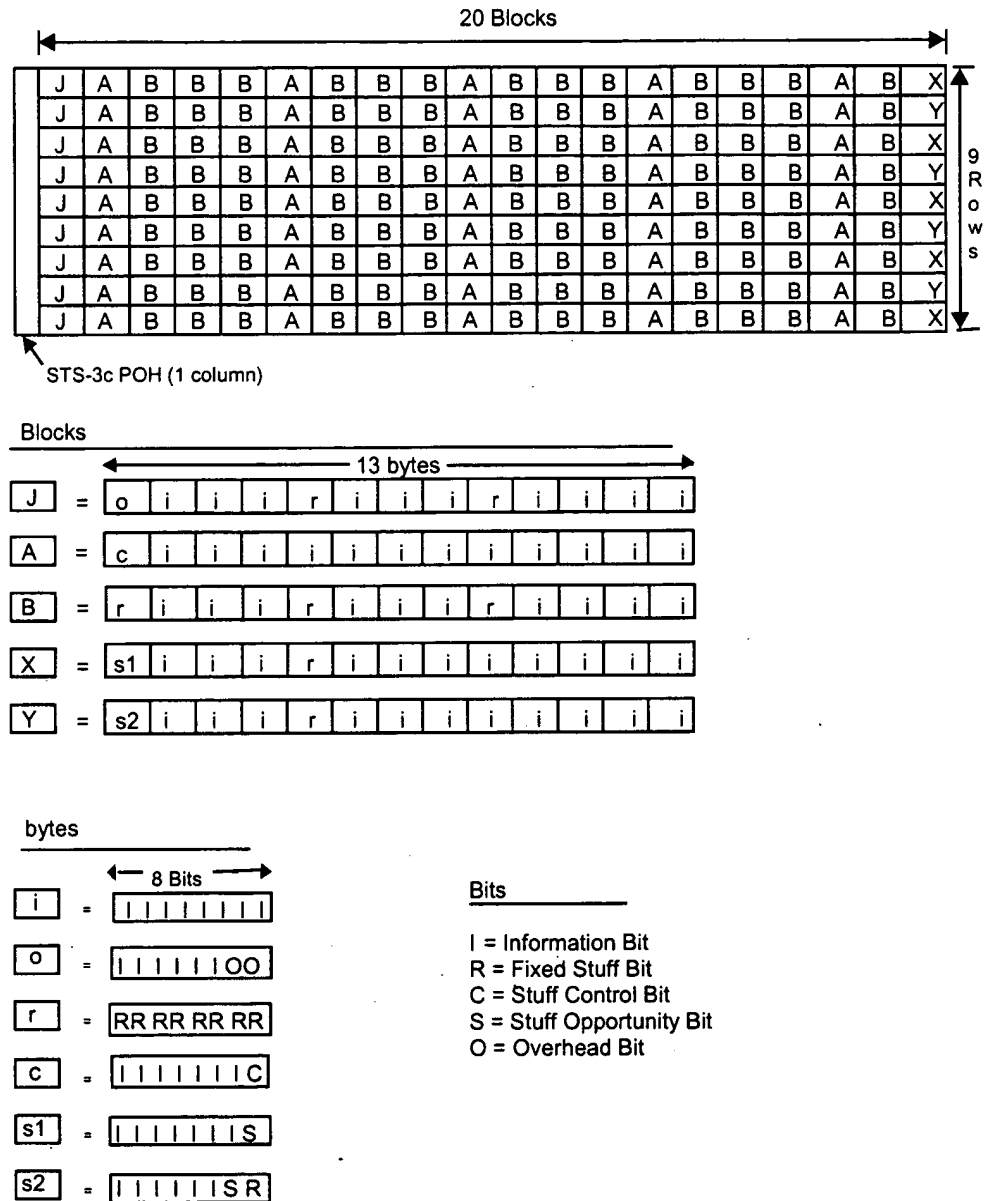 20 Blocks
J A B B B A B B B A B B B A B B B A B X
J A B B B A B B B A B B B A B B B A B Y
J A B B B A B B B A B B B A B B B A B X
J A B B B A B B B A B B B A B B B A B Y
J A B B B A B B B A B B B A B B B A B X
J A B B B A B B B A B B B A B B B A B Y
J A B B B A B B B A B B B A B B B A B X
J A B B B A B B B A B B B A B B B A B Y
J A B B B A B B B A B B B A B B B A B X
9 Rows
STS-3c POH (1 column)
Blocks
13 bytes
J = o i i i r i i i r i i i i
A = c i i i i i i i i i i i i
B = r i i i r i i i r i i i i
X = s1 i i i r i i i i i i i i
Y = s2 i i i r i i i i i i i i
bytes
8 Bits
i = I I I I I I I I
o = I I I I I I O O
r = RR RR RR RR
c = I I I I I I I C
s1 = I I I I I I I S
s2 = I I I I I I S R
Bits
I = Information Bit
R = Fixed Stuff Bit
C = Stuff Control Bit
S = Stuff Opportunity Bit
O = Overhead Bit